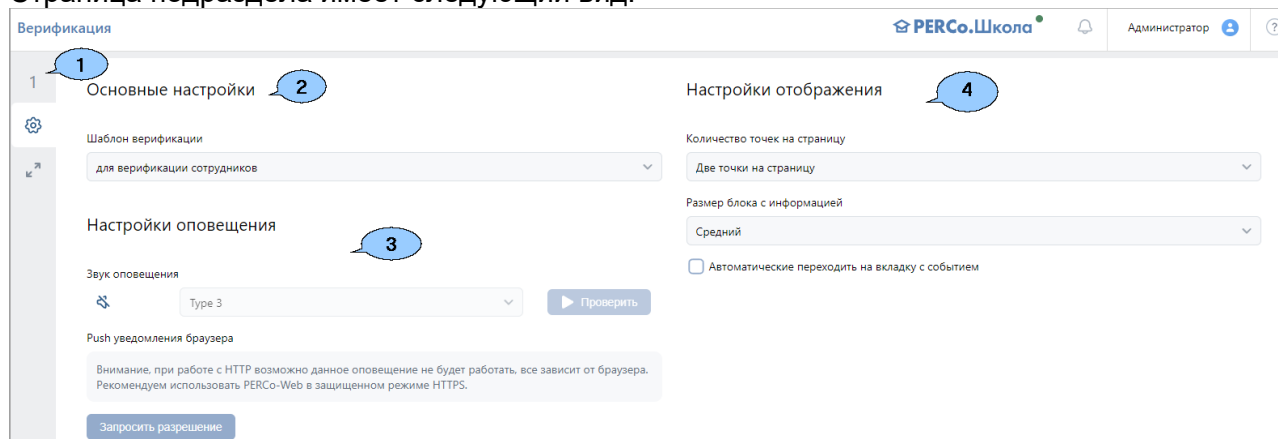 Страница подраздела имеет следующий вид:
Верификация
PERCo.Школа
Администратор
?
1
1
Основные настройки
2
Настройки отображения
4
Шаблон верификации
Количество точек на страницу
для верификации сотрудников
Две точки на страницу
Размер блока с информацией
Настройки оповещения
3
Средний
Звук оповещения
Автоматические переходить на вкладку с событием
Type 3
Проверить
Push уведомления браузера
Внимание, при работе с HTTP возможно данное оповещение не будет работать, все зависит от браузера.
Рекомендуем использовать PERCo-Web в защищенном режиме HTTPS.
Запросить разрешение